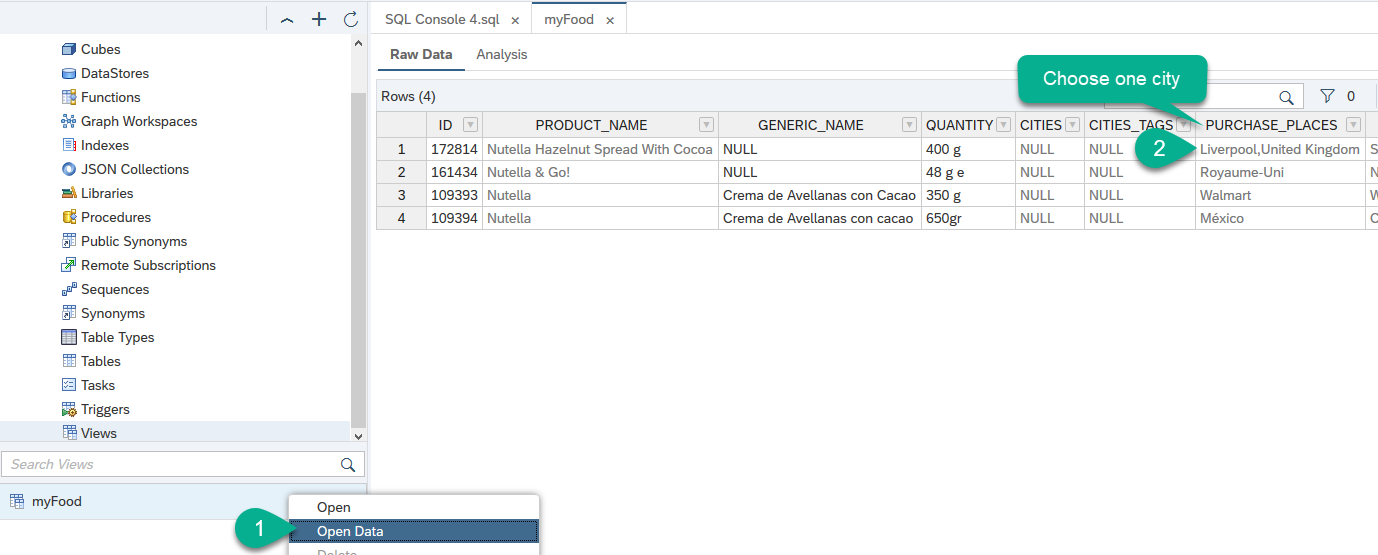 SQL Console 4.sql ×
myFood ×
Cubes
DataStores
Functions
Graph Workspaces
Indexes
JSON Collections
Libraries
Procedures
Public Synonyms
Remote Subscriptions
Sequences
Synonyms
Table Types
Tables
Tasks
Triggers
Views
Search Views
myFood
1
Open
Open Data
Delete
Raw Data Analysis
Choose one city
Rows (4) 0
ID PRODUCT_NAME GENERIC_NAME QUANTITY CITIES CITIES_TAGS PURCHASE_PLACES
2
1 172814 Nutella Hazelnut Spread With Cocoa NULL 400 g NULL NULL Liverpool,United Kingdom S
2 161434 Nutella & Go! NULL 48 g e NULL NULL Royaume-Uni N
3 109393 Nutella Crema de Avellanas con Cacao 350 g NULL NULL Walmart W
4 109394 Nutella Crema de Avellanas con cacao 650gr NULL NULL México